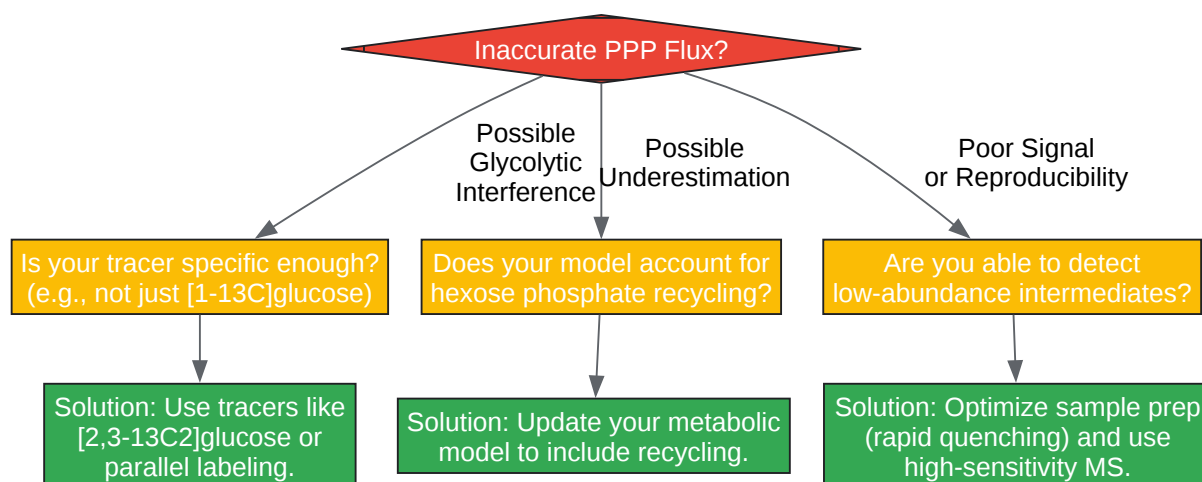 Inaccurate PPP Flux?
Possible
Glycolytic
Interference
Possible
Underestimation
Poor Signal
or Reproducibility
Is your tracer specific enough?
(e.g., not just [1-13C]glucose)
Does your model account for
hexose phosphate recycling?
Are you able to detect
low-abundance intermediates?
Solution: Use tracers like
[2,3-13C2]glucose or
parallel labeling.
Solution: Update your metabolic
model to include recycling.
Solution: Optimize sample prep
(rapid quenching) and use
high-sensitivity MS.